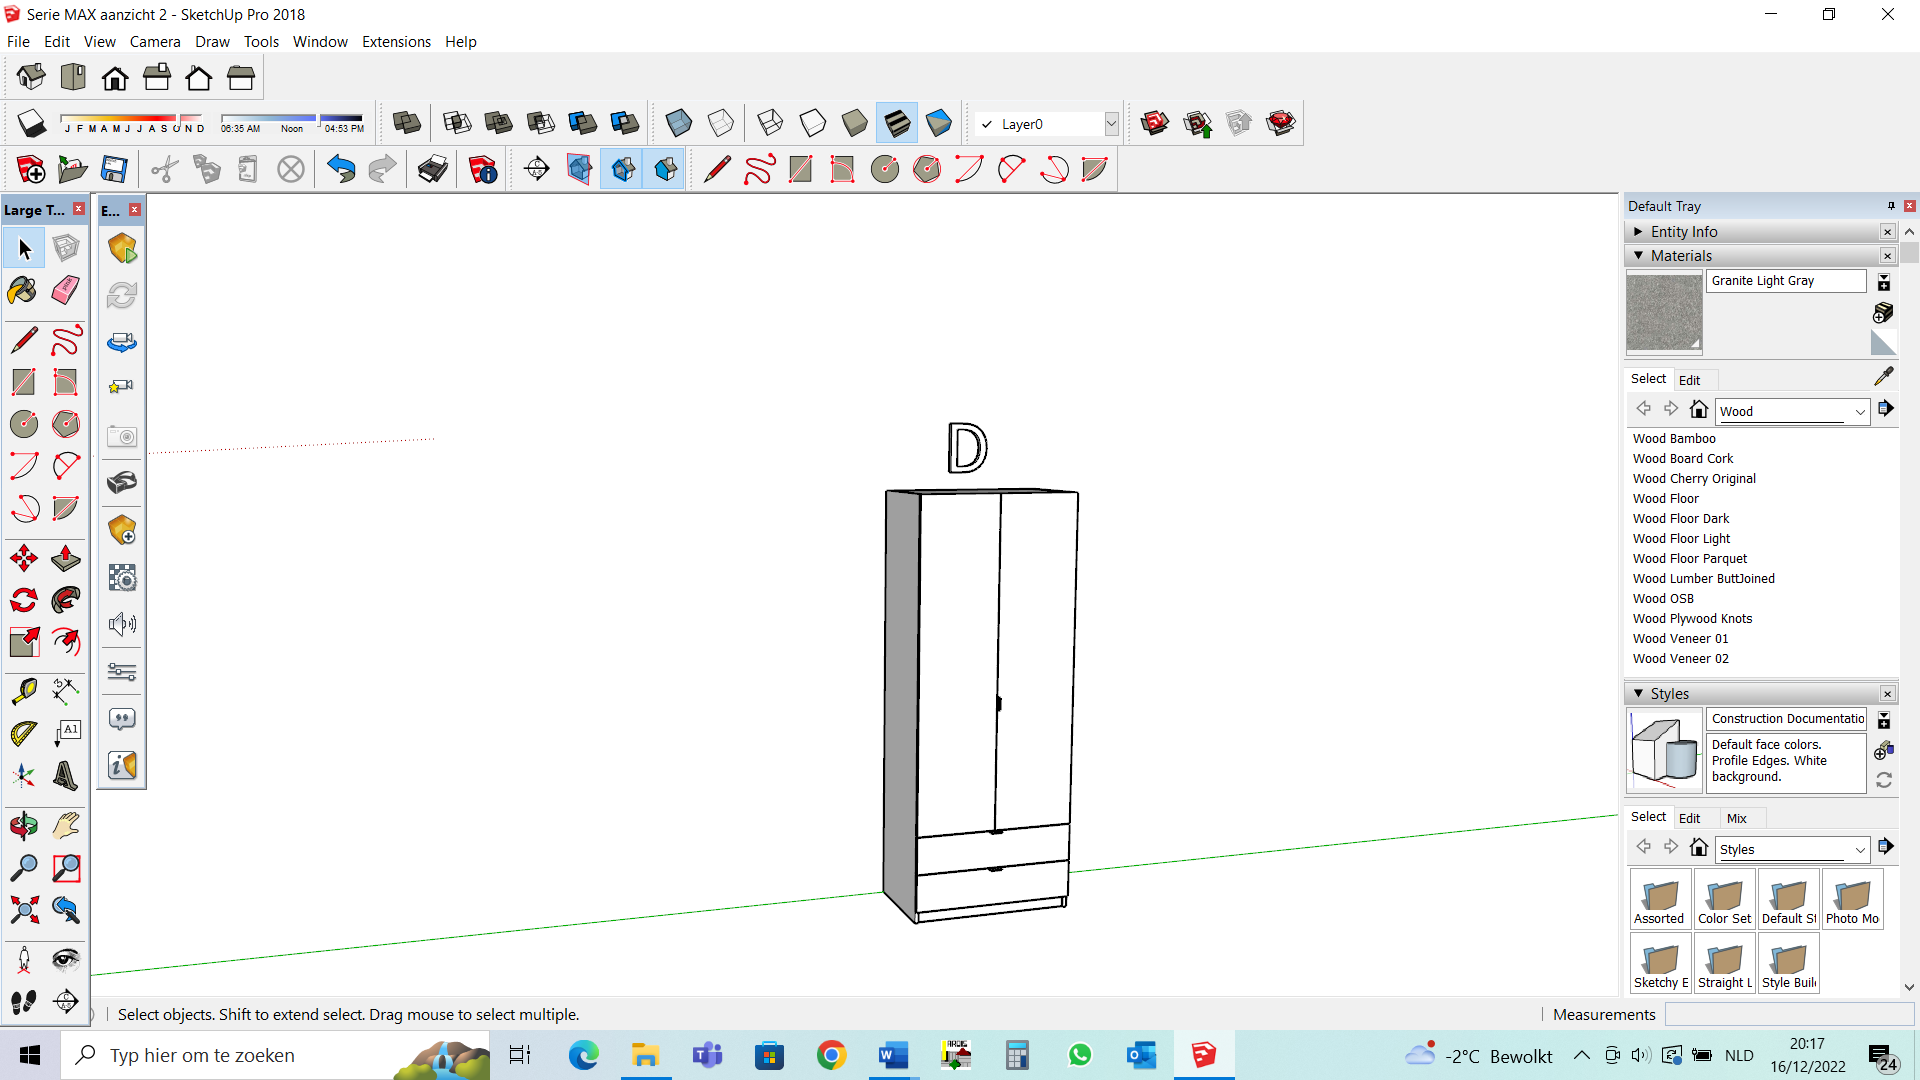 Serie MAX aanzicht 2 - SketchUp Pro 2018
File Edit View Camera Draw Tools Window Extensions Help
J F M A M J J A S O N D 06:35 AM Noon 04:53 PM
Layer0
Large T... E...
Default Tray
Entity Info
Materials
Granite Light Gray
Select Edit
Wood
Wood Bamboo
Wood Board Cork
Wood Cherry Original
Wood Floor
Wood Floor Dark
Wood Floor Light
Wood Floor Parquet
Wood Lumber ButtJoined
Wood OSB
Wood Plywood Knots
Wood Veneer 01
Wood Veneer 02
D
A1
Styles
Construction Documentatio
Default face colors.
Profile Edges. White
background.
Select Edit Mix
Styles
Assorted Color Set Default St Photo Mo
Sketchy E Straight L Style Buil
Select objects. Shift to extend select. Drag mouse to select multiple.
Measurements
Typ hier om te zoeken
-2°C Bewolkt
NLD
20:17
16/12/2022
24